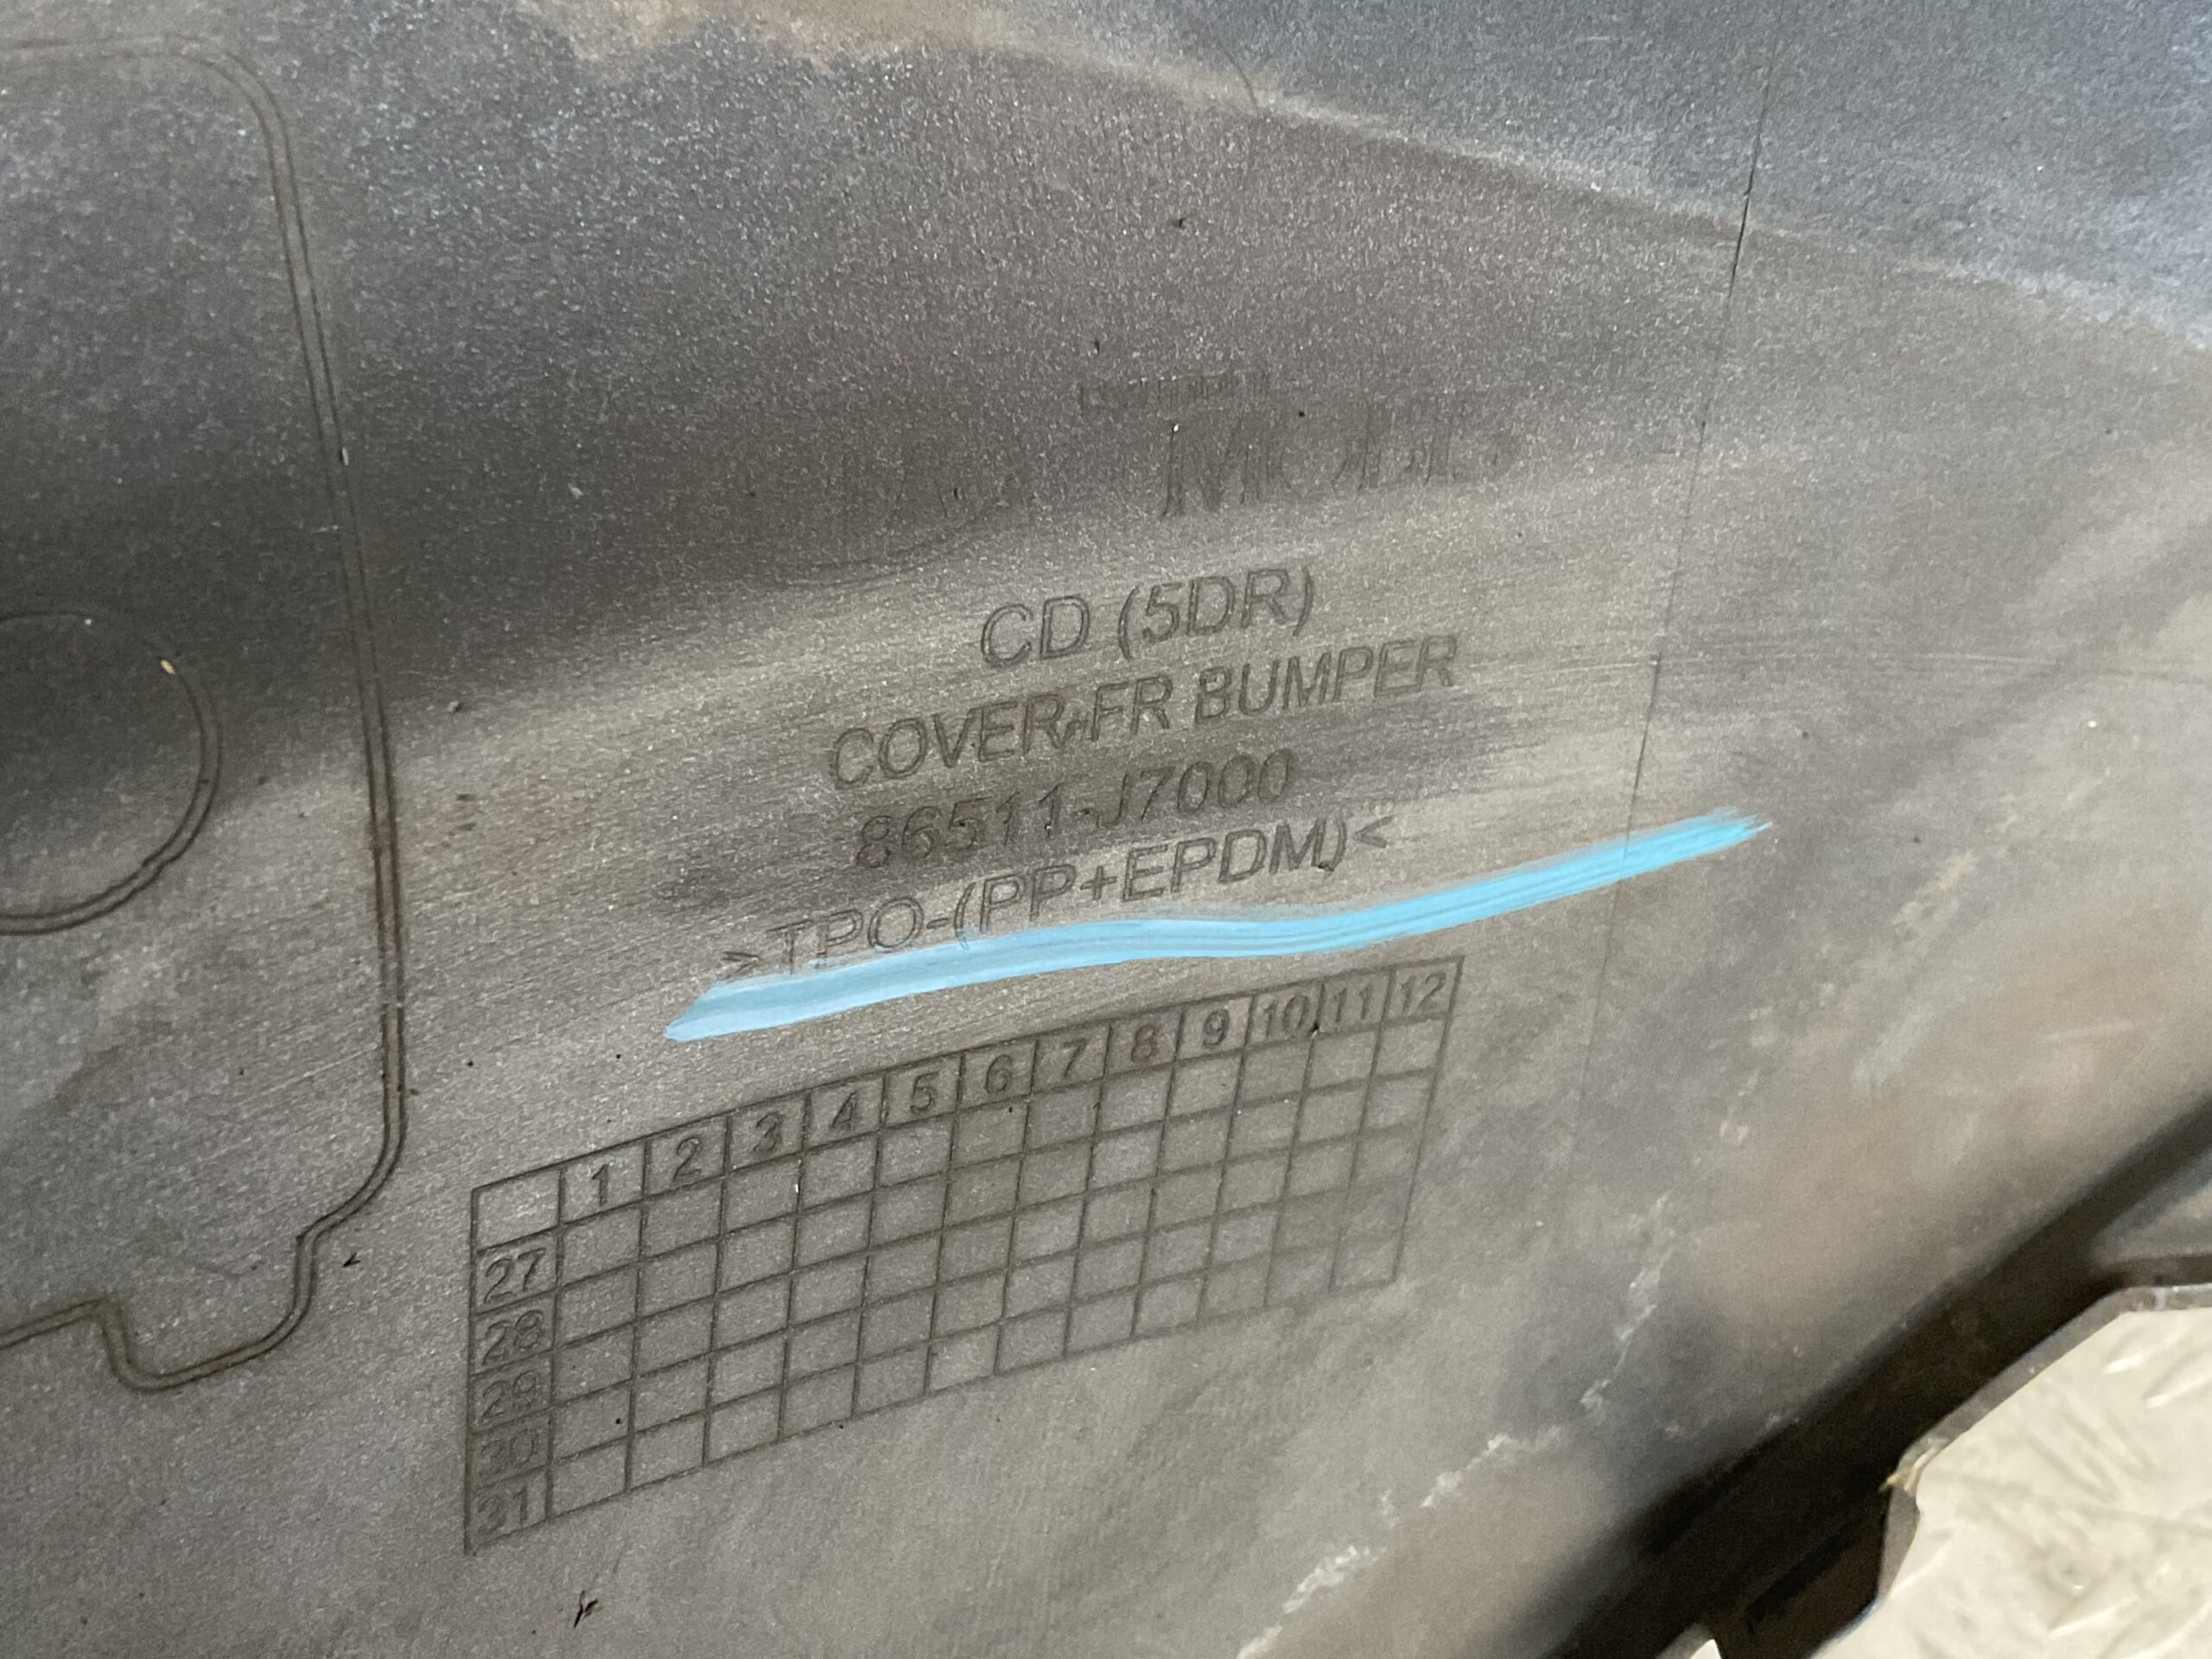 CD (5DR)
COVER,FR BUMPER
86511-J7000
>TPO-(PP+EPDM)<
1 2 3 4 5 6 7 8 9 10 11 12
27
28
29
30
31